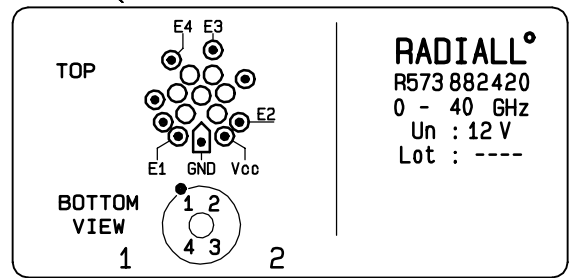 E4 E3
TOP
E2
E1 GND Vcc
BOTTOM
VIEW
1 2
4 3
1 2
RADIALL°
R573 882420
0 - 40 GHz
Un : 12 V
Lot : ----